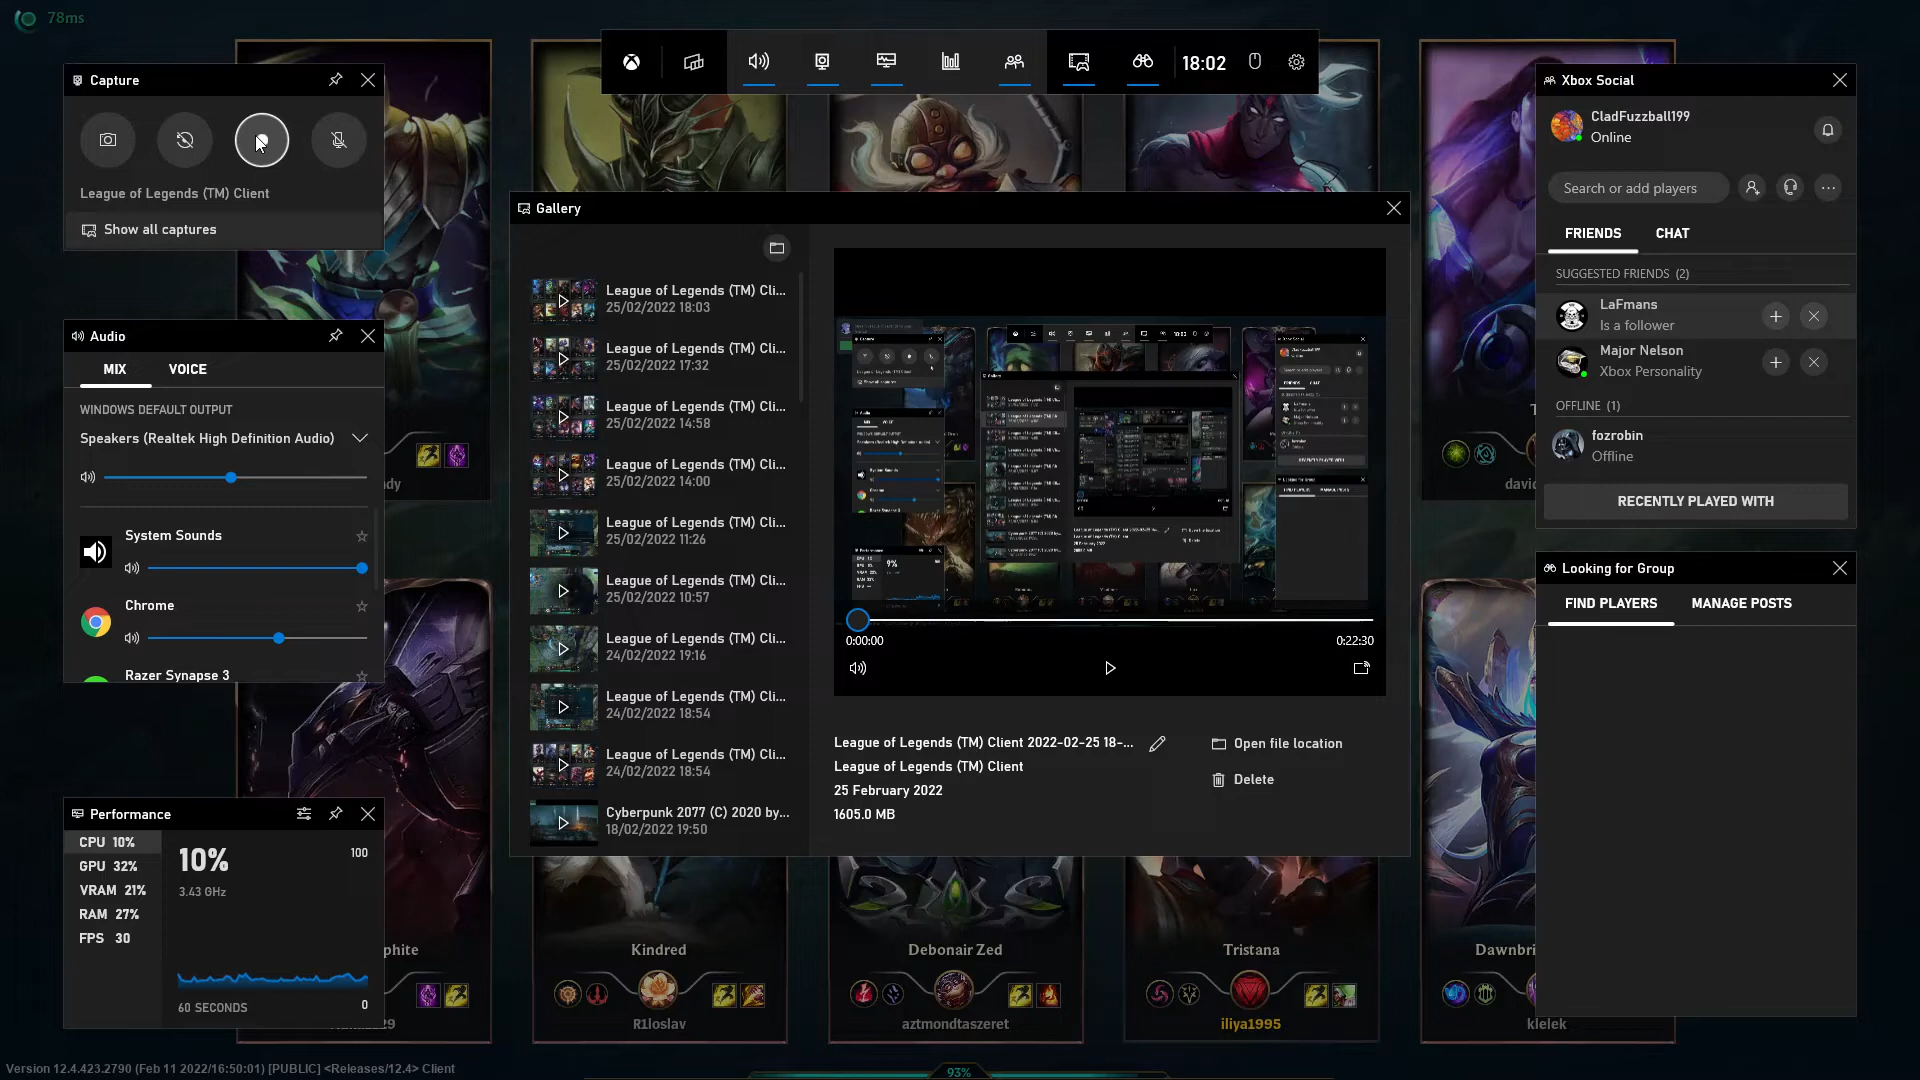 78ms
18:02
Capture
League of Legends (TM) Client
Show all captures
Audio
MIX VOICE
WINDOWS DEFAULT OUTPUT
Speakers (Realtek High Definition Audio)
System Sounds
Chrome
Razer Synapse 3
Performance
CPU 10%
GPU 32%
VRAM 21%
RAM 27%
FPS 30
10%
3.43 GHz
100
60 SECONDS
0
Gallery
League of Legends (TM) Cli...
25/02/2022 18:03
League of Legends (TM) Cli...
25/02/2022 17:32
League of Legends (TM) Cli...
25/02/2022 14:58
League of Legends (TM) Cli...
25/02/2022 14:00
League of Legends (TM) Cli...
25/02/2022 11:26
League of Legends (TM) Cli...
25/02/2022 10:57
League of Legends (TM) Cli...
24/02/2022 19:16
League of Legends (TM) Cli...
24/02/2022 18:54
League of Legends (TM) Cli...
24/02/2022 18:54
Cyberpunk 2077 (C) 2020 by...
18/02/2022 19:50
0:00:00
0:22:30
League of Legends (TM) Client 2022-02-25 18-...
League of Legends (TM) Client
25 February 2022
1605.0 MB
Open file location
Delete
Xbox Social
CladFuzzball199
Online
Search or add players
FRIENDS CHAT
SUGGESTED FRIENDS (2)
LaFmans
Is a follower
Major Nelson
Xbox Personality
OFFLINE (1)
fozrobin
Offline
RECENTLY PLAYED WITH
Looking for Group
FIND PLAYERS MANAGE POSTS
dy
david
phite
Kindred
Debonair Zed
Tristana
Dawnbri
29
R1loslav
aztmondtaszeret
iliya1995
klelek
Version 12.4.423.2790 (Feb 11 2022/16:50:01) [PUBLIC] <Releases/12.4> Client
93%